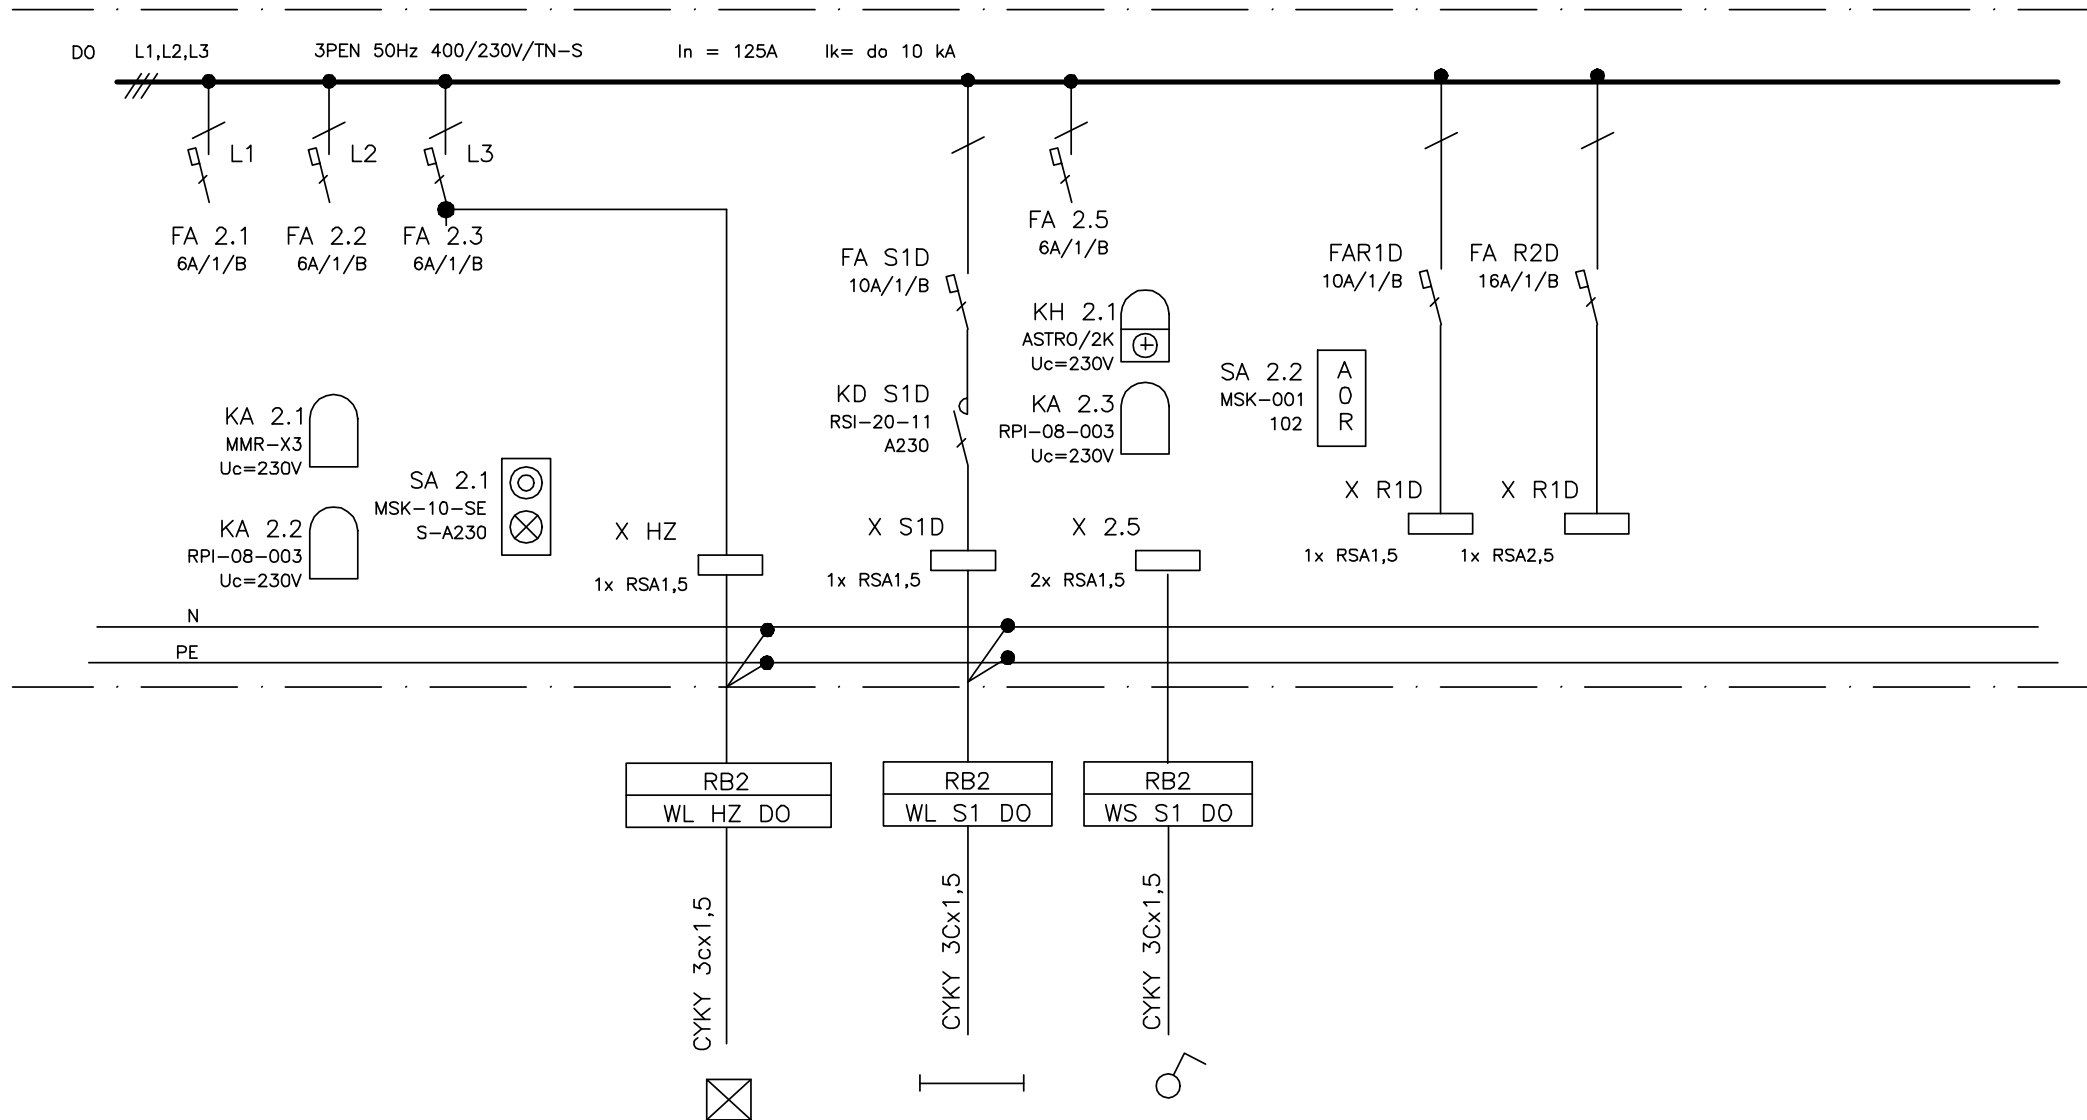 DO L1,L2,L3 3PEN 50Hz 400/230V/TN-S In = 125A Ik= do 10 kA
L1
L2
L3
FA 2.1
6A/1/B
FA 2.2
6A/1/B
FA 2.3
6A/1/B
FA S1D
10A/1/B
FA 2.5
6A/1/B
FAR1D
10A/1/B
FA R2D
16A/1/B
KH 2.1
ASTRO/2K
Uc=230V
SA 2.2
MSK-001
102
A
0
R
KA 2.1
MMR-X3
Uc=230V
KD S1D
RSI-20-11
A230
KA 2.3
RPI-08-003
Uc=230V
SA 2.1
MSK-10-SE
S-A230
KA 2.2
RPI-08-003
Uc=230V
X HZ
1x RSA1,5
X S1D
1x RSA1,5
X 2.5
2x RSA1,5
X R1D
1x RSA1,5
X R1D
1x RSA2,5
N
PE
RB2
WL HZ DO
RB2
WL S1 DO
RB2
WS S1 DO
CYKY 3cx1,5
CYKY 3Cx1,5
CYKY 3Cx1,5